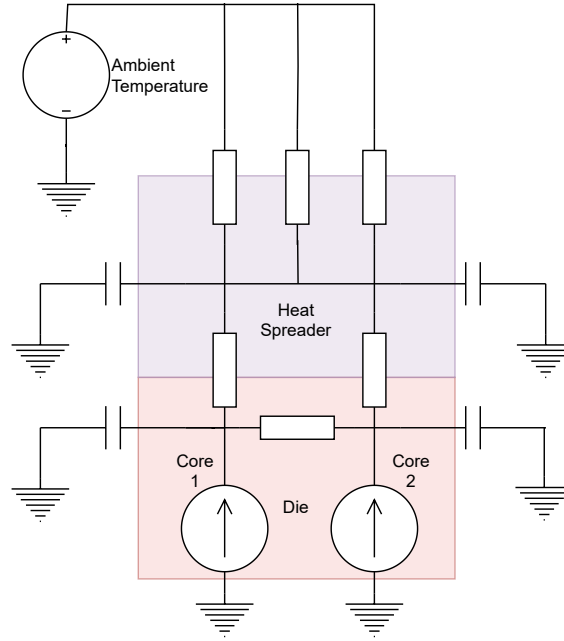 +
Ambient
Temperature
−
Heat
Spreader
Core
1
Core
2
Die